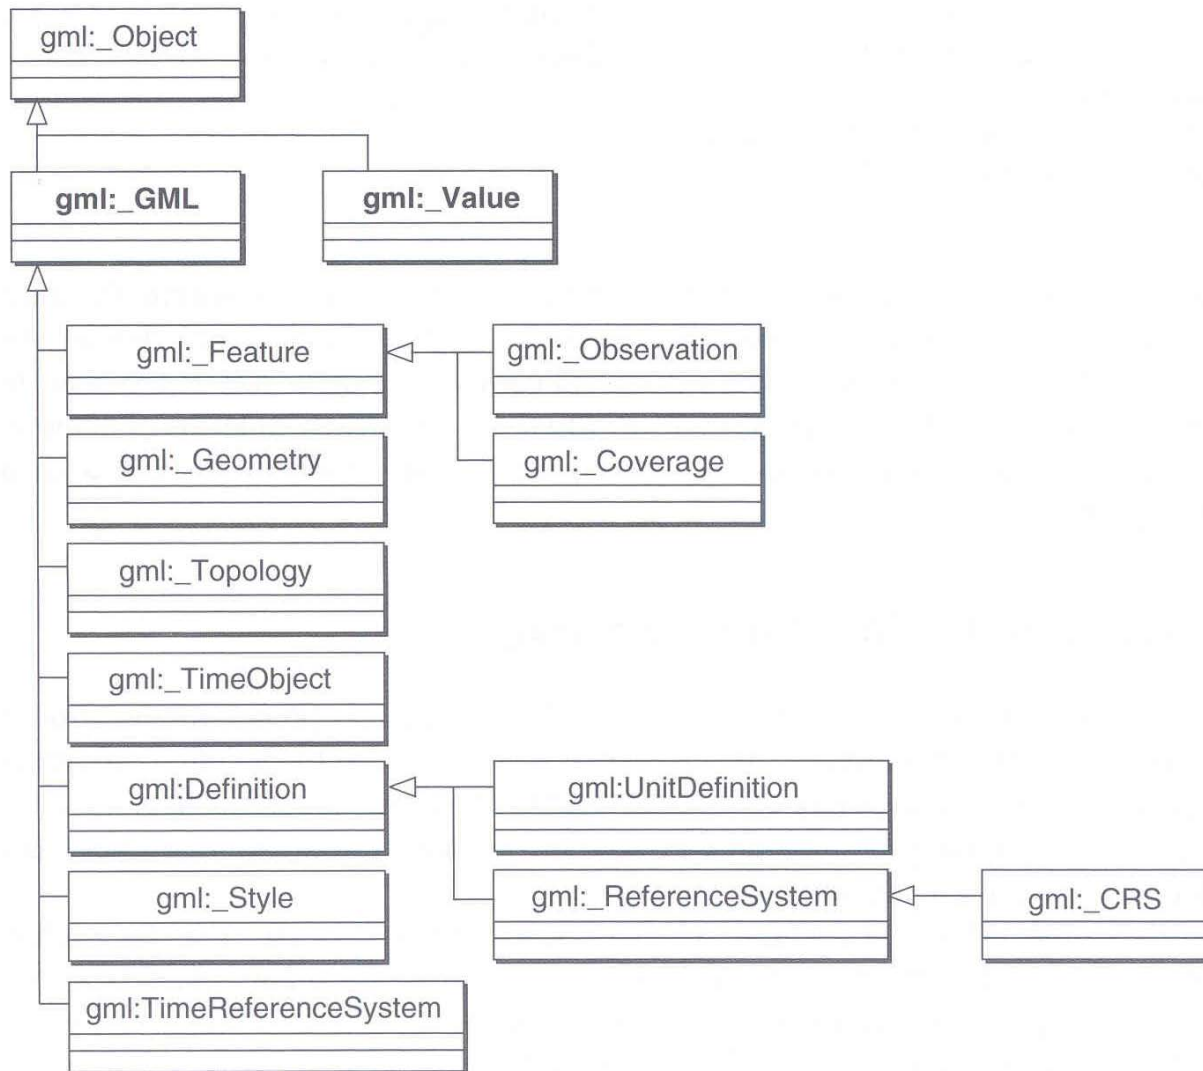 gml:_Object
gml:_GML
gml:_Value
gml:_Feature
gml:_Observation
gml:_Geometry
gml:_Coverage
gml:_Topology
gml:_TimeObject
gml:Definition
gml:UnitDefinition
gml:_Style
gml:_ReferenceSystem
gml:_CRS
gml:TimeReferenceSystem